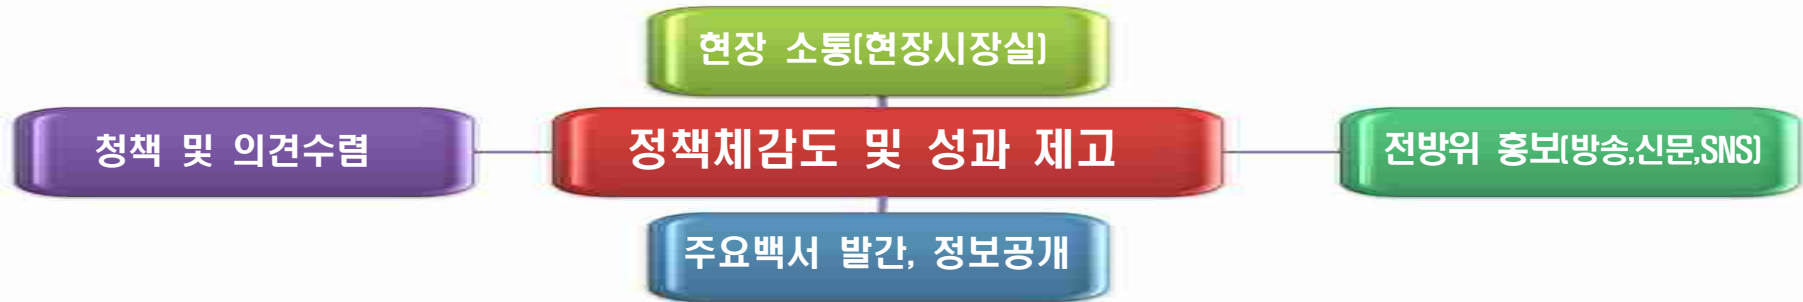 현장 소통(현장시장실)
청책 및 의견수렴
정책체감도 및 성과 제고
전방위 홍보(방송,신문,SNS)
주요백서 발간, 정보공개